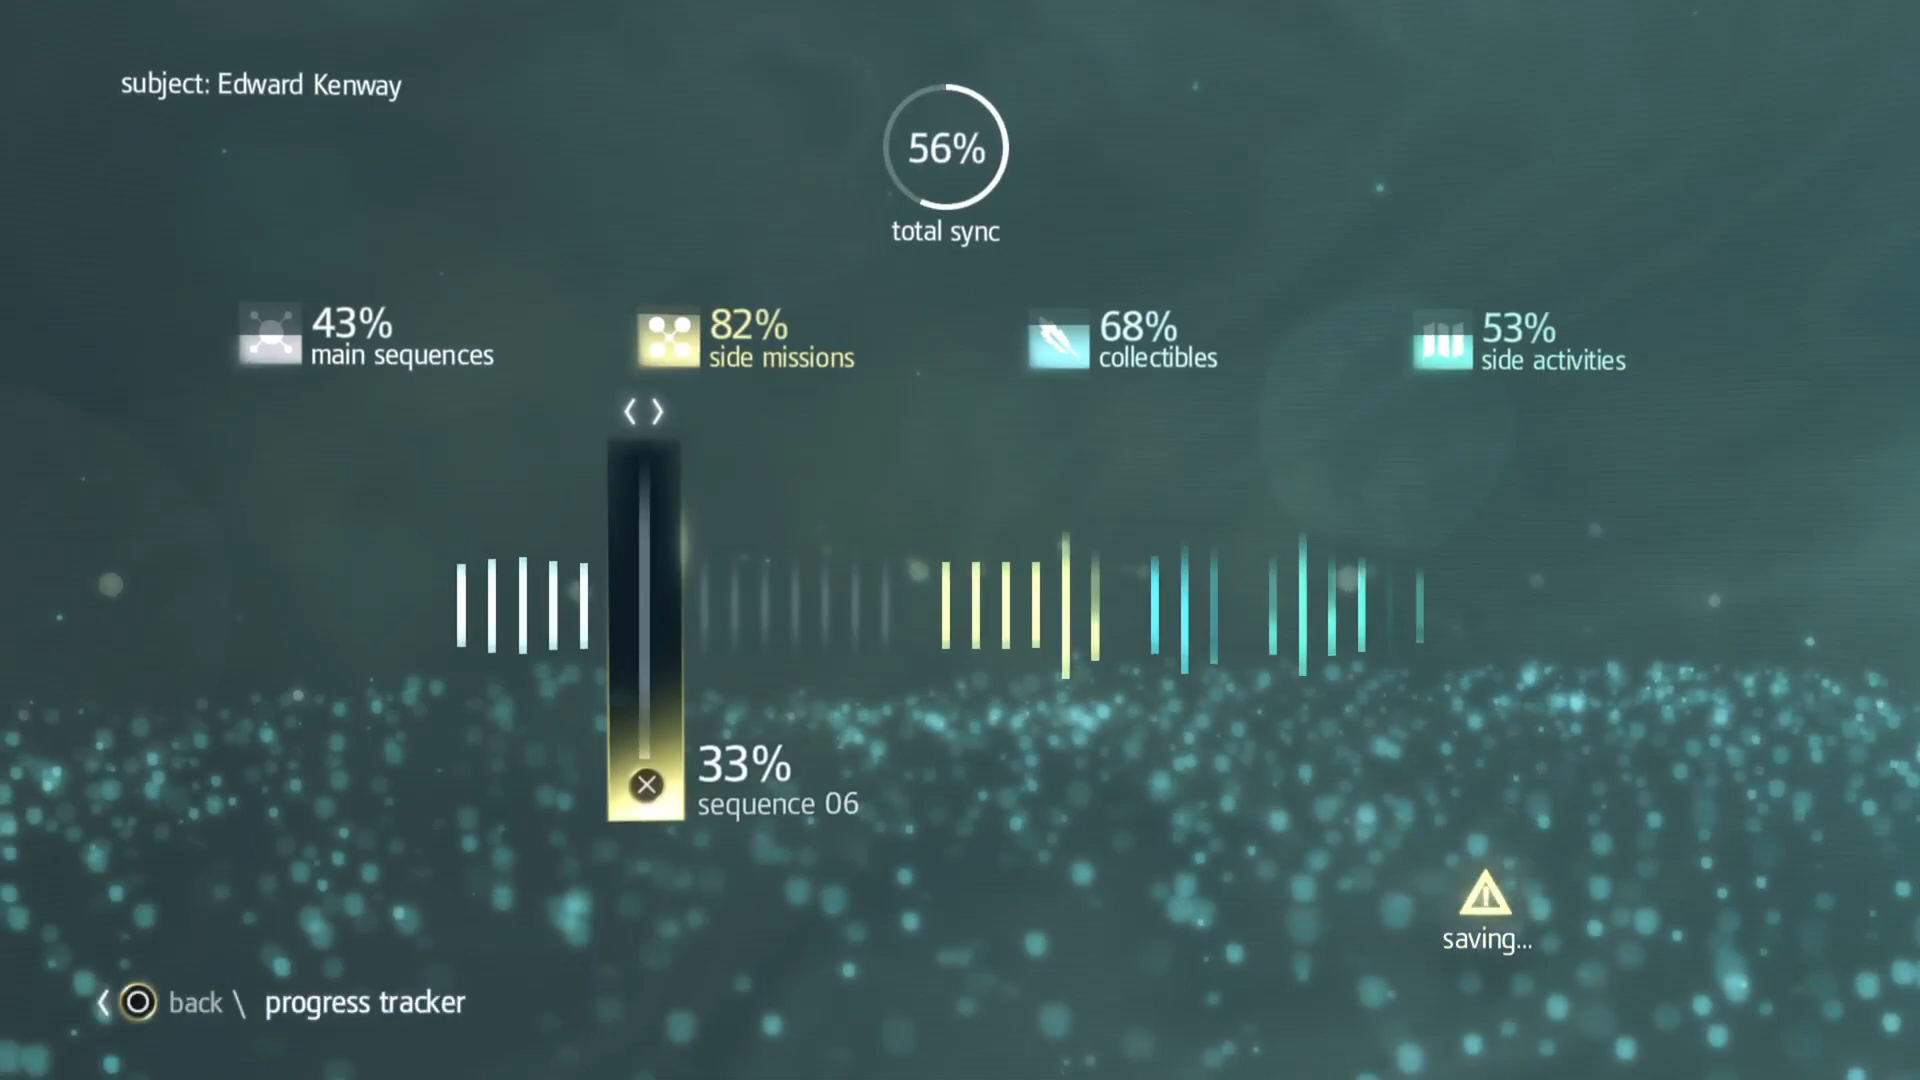 subject: Edward Kenway
56%
total sync
43%
main sequences
82%
side missions
68%
collectibles
53%
side activities
33%
sequence 06
saving...
back \ progress tracker